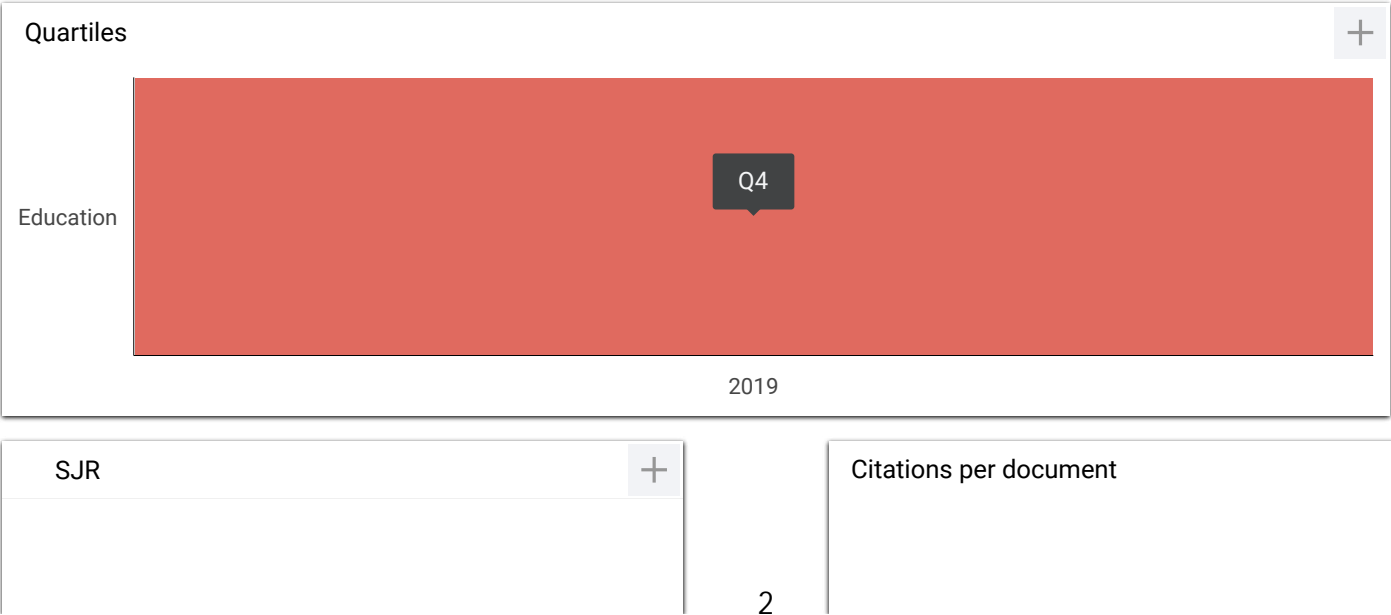 Quartiles
Q4
Education
2019
SJR
Citations per document
2